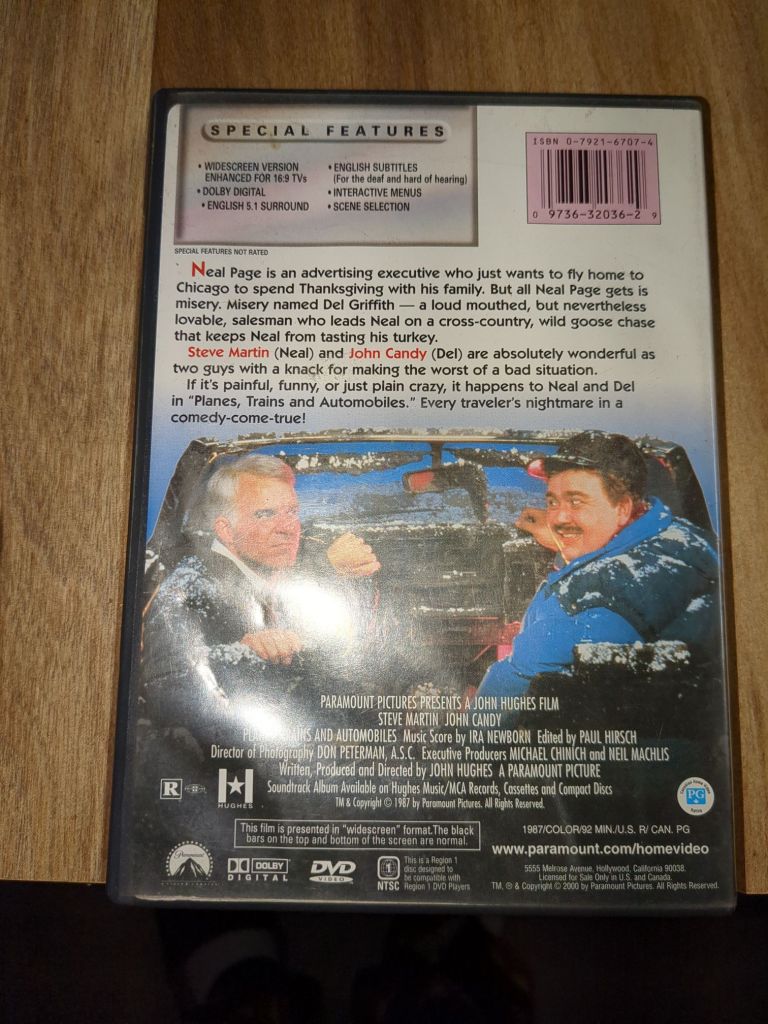 SPECIAL FEATURES
• WIDESCREEN VERSION
ENHANCED FOR 16:9 TVs
• DOLBY DIGITAL
• ENGLISH 5.1 SURROUND
• ENGLISH SUBTITLES
(For the deaf and hard of hearing)
• INTERACTIVE MENUS
• SCENE SELECTION
SPECIAL FEATURES NOT RATED
ISBN 0-7921-6707-4
0 9736-32036-2 9
Neal Page is an advertising executive who just wants to fly home to
Chicago to spend Thanksgiving with his family. But all Neal Page gets is
misery. Misery named Del Griffith — a loud mouthed, but nevertheless
lovable, salesman who leads Neal on a cross-country, wild goose chase
that keeps Neal from tasting his turkey.
Steve Martin (Neal) and John Candy (Del) are absolutely wonderful as
two guys with a knack for making the worst of a bad situation.
If it's painful, funny, or just plain crazy, it happens to Neal and Del
in "Planes, Trains and Automobiles." Every traveler's nightmare in a
comedy-come-true!
PARAMOUNT PICTURES PRESENTS A JOHN HUGHES FILM
STEVE MARTIN JOHN CANDY
PLANES, TRAINS AND AUTOMOBILES Music Score by IRA NEWBORN Edited by PAUL HIRSCH
Director of Photography DON PETERMAN, A.S.C. Executive Producers MICHAEL CHINICH and NEIL MACHLIS
Written, Produced and Directed by JOHN HUGHES A PARAMOUNT PICTURE
Soundtrack Album Available on Hughes Music/MCA Records, Cassettes and Compact Discs
TM & Copyright © 1987 by Paramount Pictures. All Rights Reserved.
R
H
HUGHES
PG
This film is presented in "widescreen" format. The black
bars on the top and bottom of the screen are normal.
1987/COLOR/92 MIN./U.S. R/ CAN. PG
www.paramount.com/homevideo
Paramount
DOLBY
DIGITAL
DVD
VIDEO
1
NTSC
This is a Region 1
disc designed to
be compatible with
Region 1 DVD Players
5555 Melrose Avenue, Hollywood, California 90038.
Licensed for Sale Only in U.S. and Canada.
TM, ® & Copyright © 2000 by Paramount Pictures. All Rights Reserved.